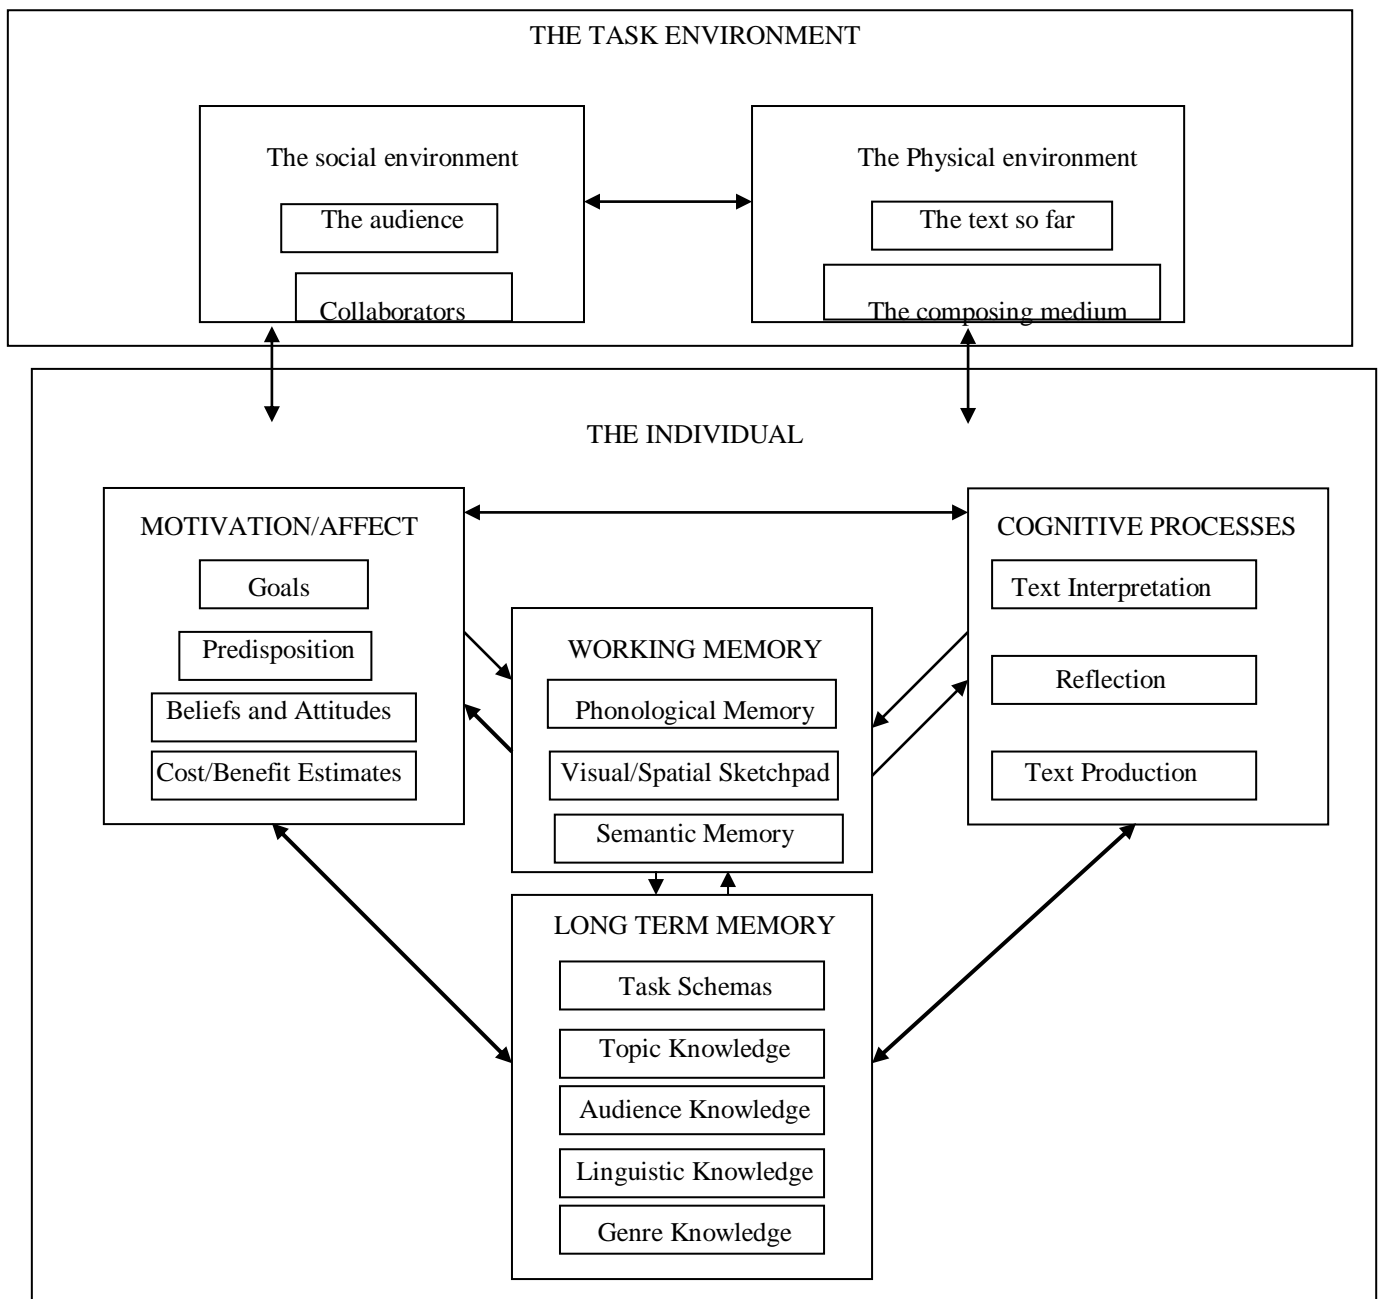 THE TASK ENVIRONMENT
The social environment
The audience
Collaborators
The Physical environment
The text so far
The composing medium
THE INDIVIDUAL
MOTIVATION/AFFECT
Goals
Predisposition
Beliefs and Attitudes
Cost/Benefit Estimates
WORKING MEMORY
Phonological Memory
Visual/Spatial Sketchpad
Semantic Memory
COGNITIVE PROCESSES
Text Interpretation
Reflection
Text Production
LONG TERM MEMORY
Task Schemas
Topic Knowledge
Audience Knowledge
Linguistic Knowledge
Genre Knowledge